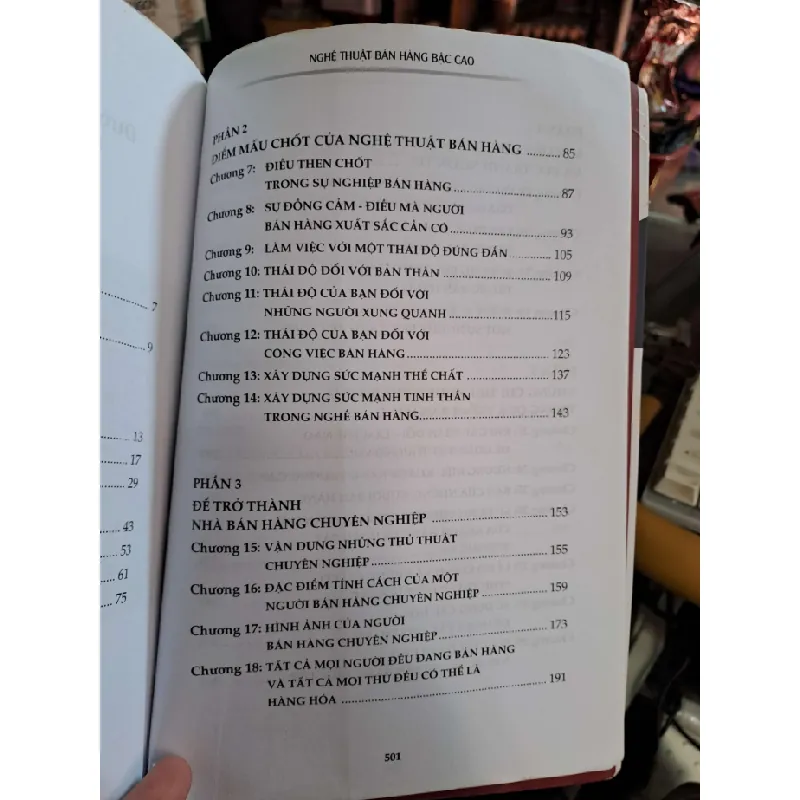 NGHỆ THUẬT BÁN HÀNG BẬC CAO
PHẦN 2
ĐIỂM MẤU CHỐT CỦA NGHỆ THUẬT BÁN HÀNG ........... 85
Chương 7: ĐIỀU THEN CHỐT
TRONG SỰ NGHIỆP BÁN HÀNG ........... 87
Chương 8: SỰ ĐỒNG CẢM - ĐIỀU MÀ NGƯỜI
BÁN HÀNG XUẤT SẮC CẦN CÓ ........... 93
Chương 9: LÀM VIỆC VỚI MỘT THÁI ĐỘ ĐÚNG ĐẮN ........... 105
Chương 10: THÁI ĐỘ ĐỐI VỚI BẢN THÂN ........... 109
Chương 11: THÁI ĐỘ CỦA BẠN ĐỐI VỚI
NHỮNG NGƯỜI XUNG QUANH ........... 115
Chương 12: THÁI ĐỘ CỦA BẠN ĐỐI VỚI
CÔNG VIỆC BÁN HÀNG ........... 123
Chương 13: XÂY DỰNG SỨC MẠNH THỂ CHẤT ........... 137
Chương 14: XÂY DỰNG SỨC MẠNH TINH THẦN
TRONG NGHỀ BÁN HÀNG ........... 143
PHẦN 3
ĐỂ TRỞ THÀNH
NHÀ BÁN HÀNG CHUYÊN NGHIỆP ........... 153
Chương 15: VẬN DỤNG NHỮNG THỦ THUẬT
CHUYÊN NGHIỆP ........... 155
Chương 16: ĐẶC ĐIỂM TÍNH CÁCH CỦA MỘT
NGƯỜI BÁN HÀNG CHUYÊN NGHIỆP ........... 159
Chương 17: HÌNH ẢNH CỦA NGƯỜI
BÁN HÀNG CHUYÊN NGHIỆP ........... 173
Chương 18: TẤT CẢ MỌI NGƯỜI ĐỀU ĐANG BÁN HÀNG
VÀ TẤT CẢ MỌI THỨ ĐỀU CÓ THỂ LÀ
HÀNG HÓA ........... 191
501
7
9
13
17
29
43
53
61
75